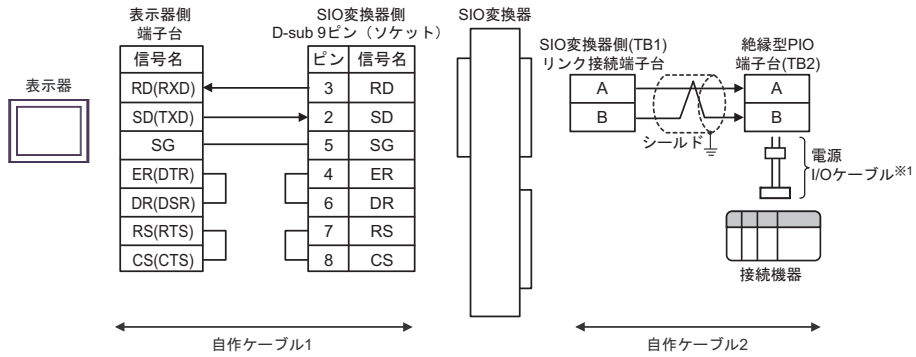 表示器
表示器側
端子台
信号名
RD(RXD)
SD(TXD)
SG
ER(DTR)
DR(DSR)
RS(RTS)
CS(CTS)
SIO変換器側
D-sub 9ピン（ソケット）
ピン 信号名
3 RD
2 SD
5 SG
4 ER
6 DR
7 RS
8 CS
自作ケーブル1
SIO変換器
SIO変換器側(TB1)
リンク接続端子台
A
B
シールド
絶縁型PIO
端子台(TB2)
A
B
電源
I/Oケーブル※1
接続機器
自作ケーブル2